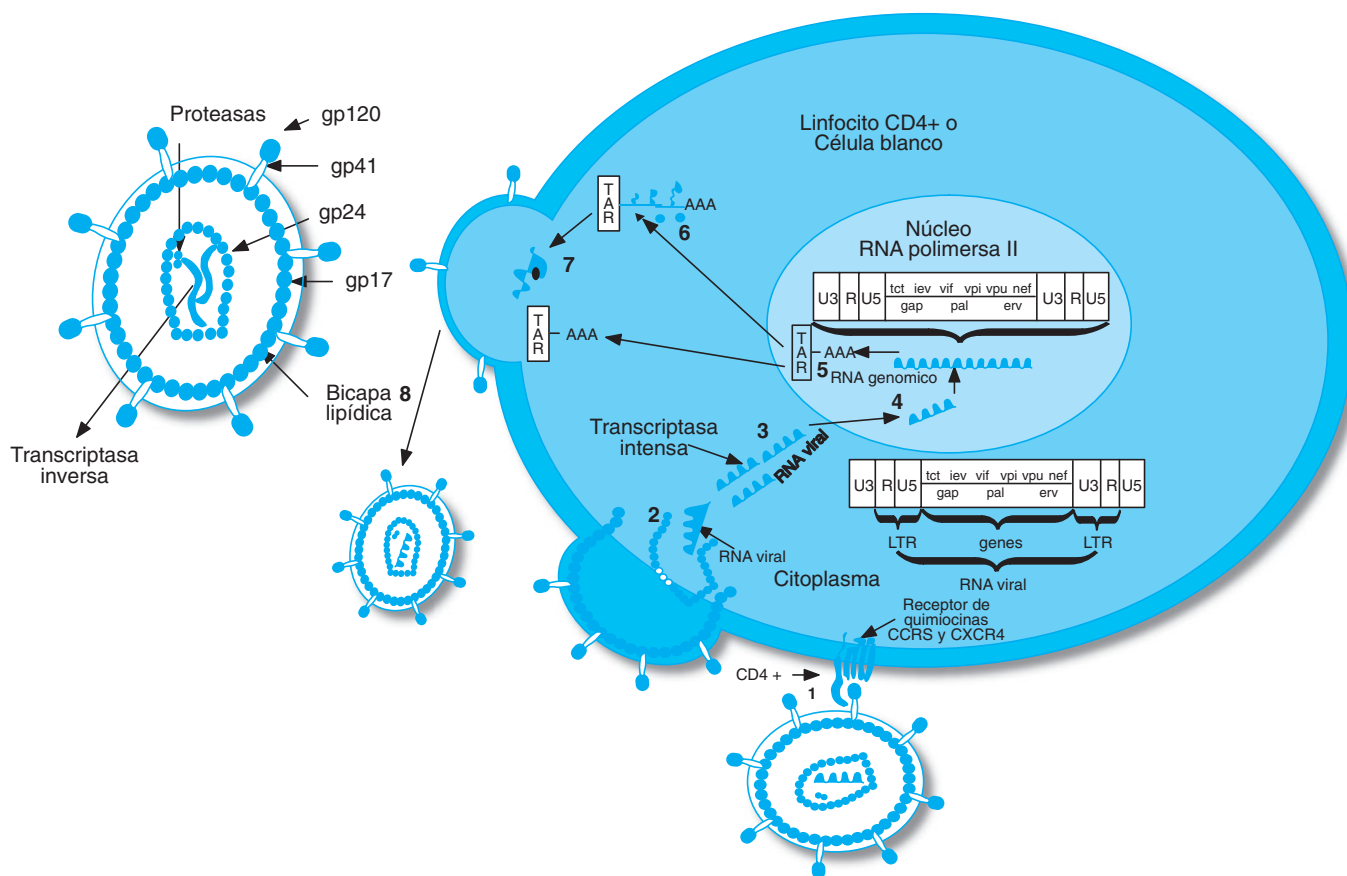 Proteasas
gp120
gp41
gp24
gp17
Bicapa
lipídica
8
Transcriptasa
inversa
Linfocito CD4+ o
Célula blanco
TAR
AAA
6
7
TAR
AAA
Núcleo
RNA polimersa II
U3 R U5 tct iev vif vpi vpu nef U3 R U5
gap pal erv
TAR
AAA
5
RNA genomico
4
Transcriptasa
intensa
3
RNA viral
2
RNA viral
Citoplasma
U3 R U5 tct iev vif vpi vpu nef U3 R U5
gap pal erv
LTR genes LTR
RNA viral
Receptor de
quimiocinas
CCRS y CXCR4
CD4 +
1